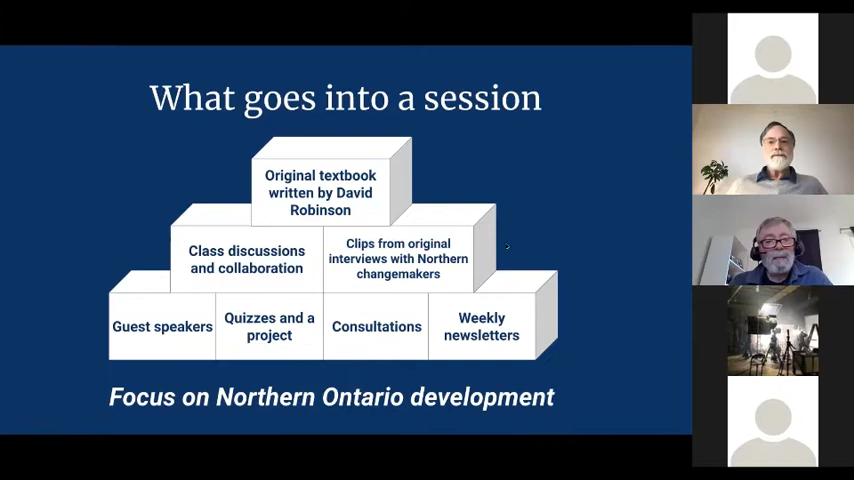 What goes into a session
Original textbook
written by David
Robinson
Class discussions
and collaboration
Clips from original
interviews with Northern
changemakers
Guest speakers
Quizzes and a
project
Consultations
Weekly
newsletters
Focus on Northern Ontario development